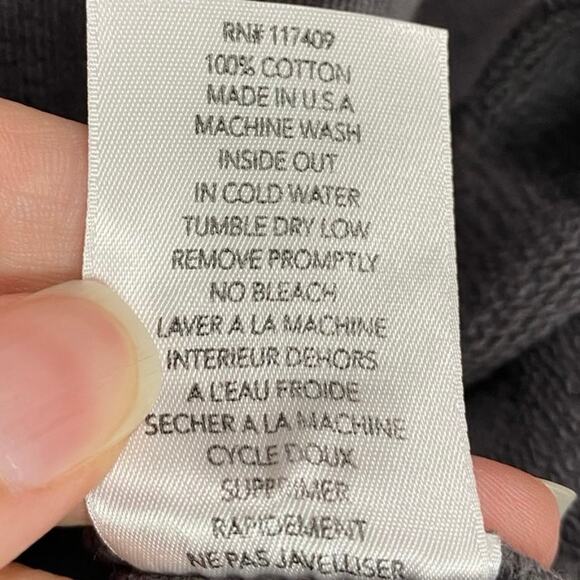 RN# 117409
100% COTTON
MADE IN U.S.A
MACHINE WASH
INSIDE OUT
IN COLD WATER
TUMBLE DRY LOW
REMOVE PROMPTLY
NO BLEACH
LAVER A LA MACHINE
INTERIEUR DEHORS
A L'EAU FROIDE
SECHER A LA MACHINE
CYCLE DOUX
SUPPRIMER
RAPIDEMENT
NE PAS JAVELLISER